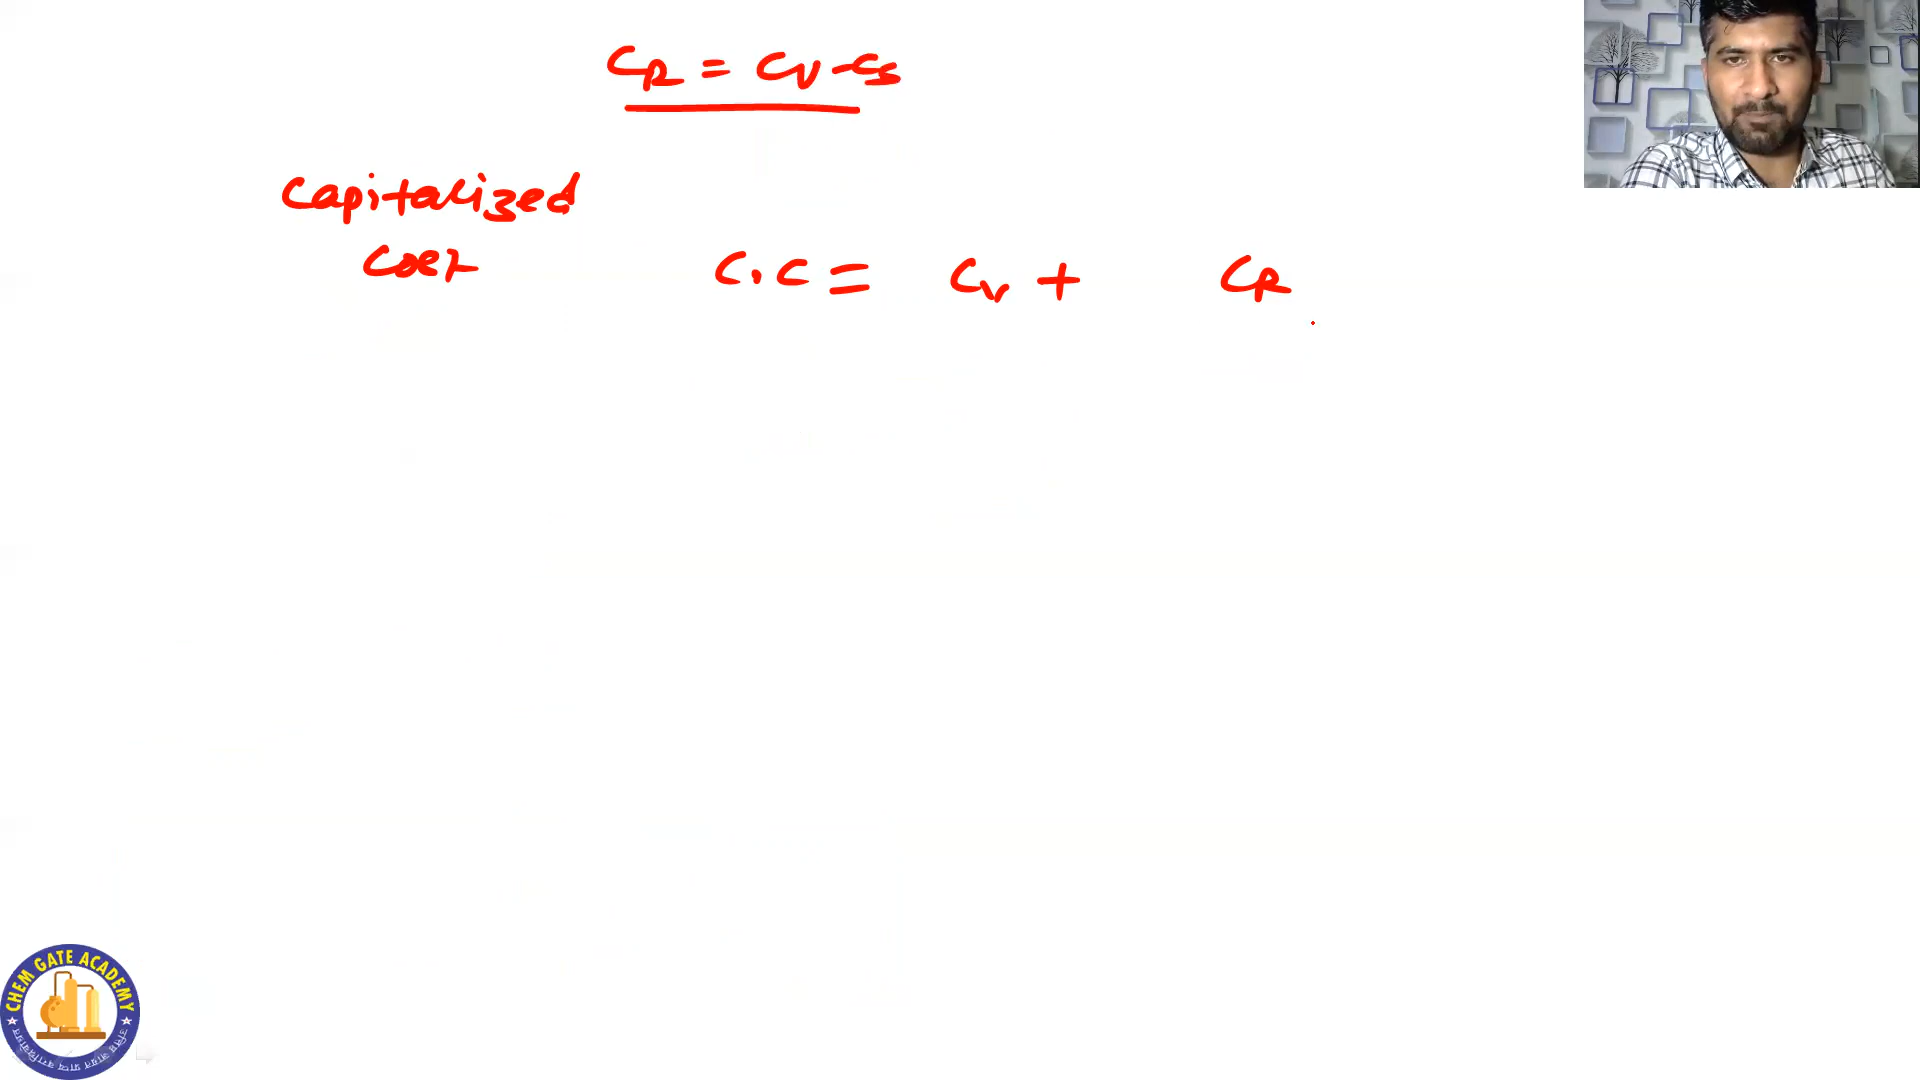 CR = CV - CS
Capitalized
Cost
C.C = CV + CR
CHEM GATE ACADEMY